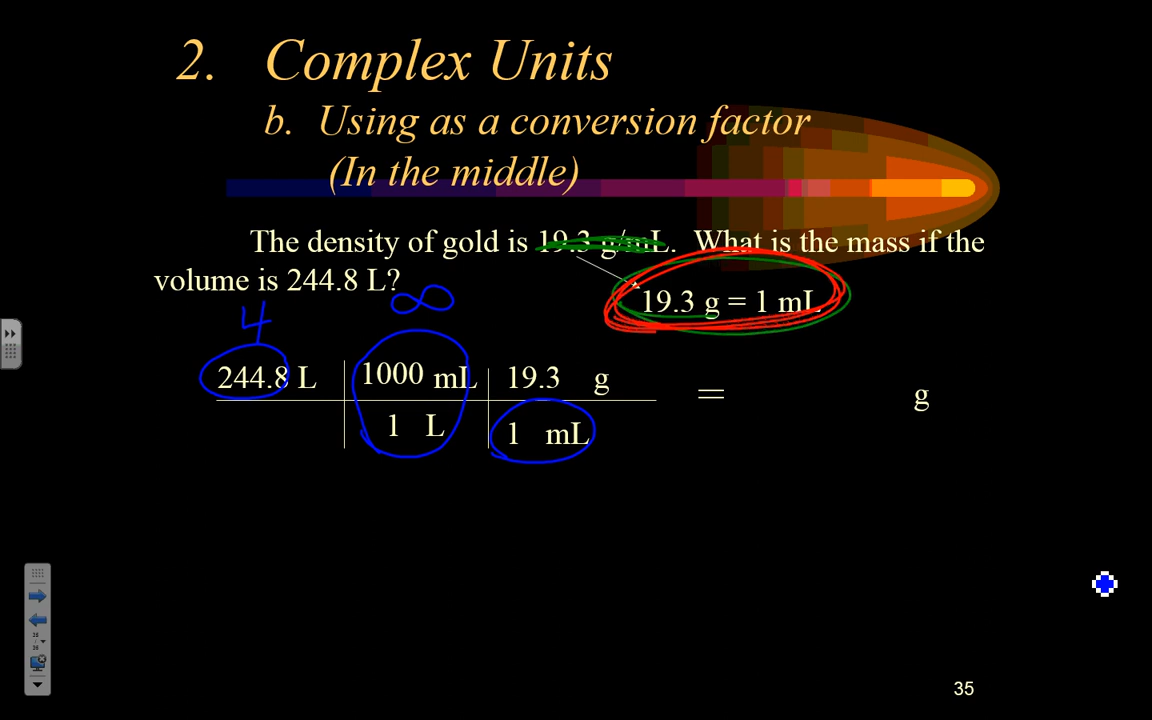 2. Complex Units
b. Using as a conversion factor
(In the middle)
The density of gold is 19.3 g/mL. What is the mass if the
volume is 244.8 L?
19.3 g = 1 mL
4 ∞
244.8 L 1000 mL 19.3 g = g
1 L 1 mL
35